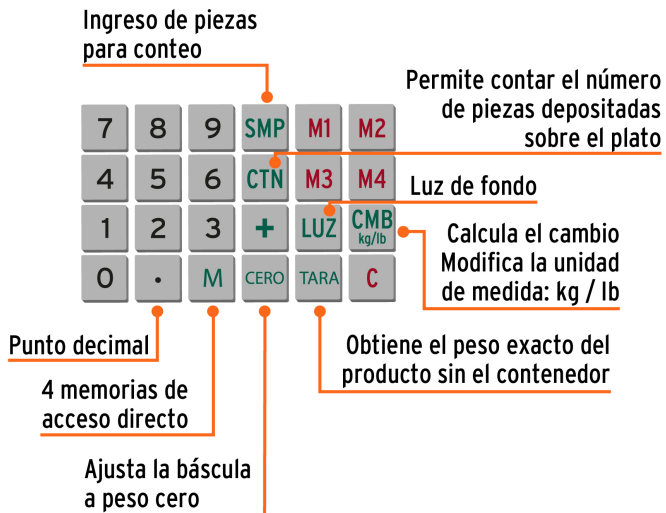 Ingreso de piezas
para conteo
Permite contar el número
de piezas depositadas
sobre el plato
7 8 9 SMP M1 M2
4 5 6 CTN M3 M4
Luz de fondo
1 2 3 + LUZ CMB
kg/lb
Calcula el cambio
Modifica la unidad
de medida: kg / lb
0 . M CERO TARA C
Punto decimal
Obtiene el peso exacto del
producto sin el contenedor
4 memorias de
acceso directo
Ajusta la báscula
a peso cero